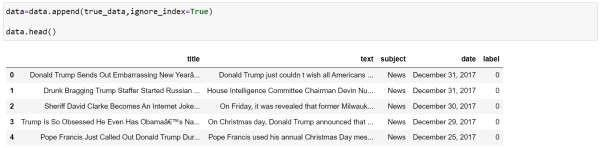 data=data.append(true_data,ignore_index=True)
data.head()
title text subject date label
0 Donald Trump Sends Out Embarrassing New Yearâ... Donald Trump just couldn t wish all Americans ... News December 31, 2017 0
1 Drunk Bragging Trump Staffer Started Russian ... House Intelligence Committee Chairman Devin Nu... News December 31, 2017 0
2 Sheriff David Clarke Becomes An Internet Joke... On Friday, it was revealed that former Milwauk... News December 30, 2017 0
3 Trump Is So Obsessed He Even Has Obamaâ€™s Na... On Christmas day, Donald Trump announced that ... News December 29, 2017 0
4 Pope Francis Just Called Out Donald Trump Dur... Pope Francis used his annual Christmas Day mes... News December 25, 2017 0